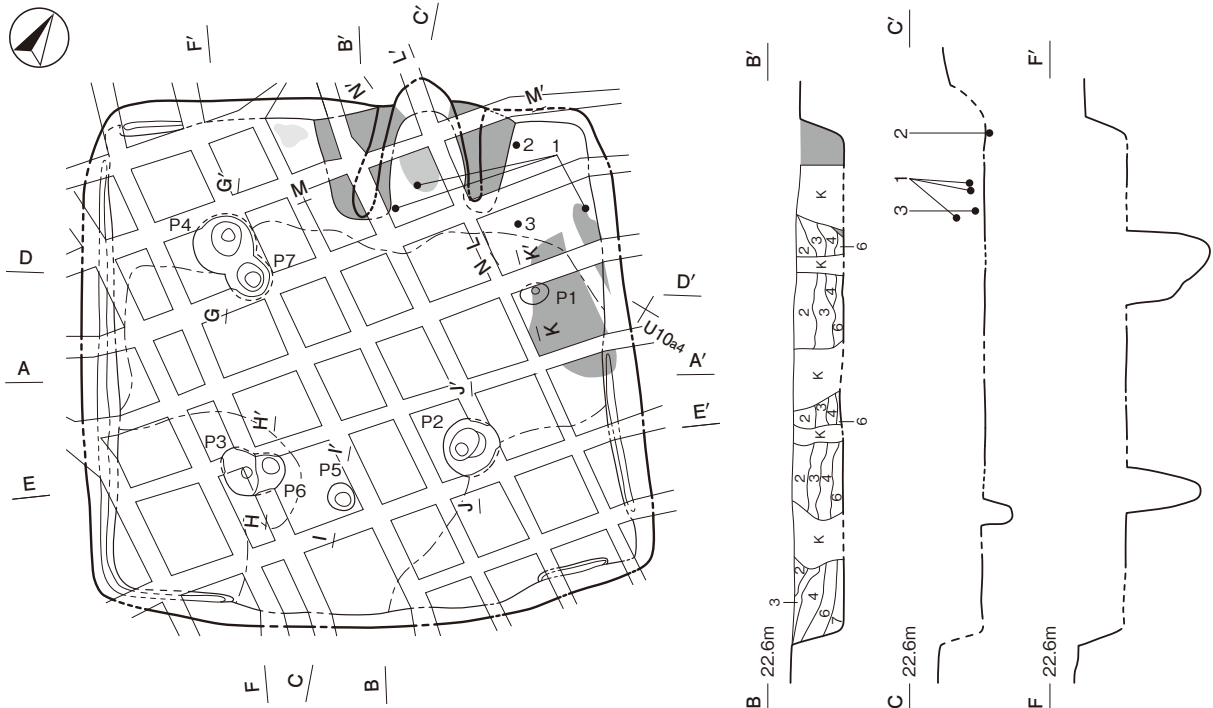 F′
B′
C′
L′
N′
M′
2
1
M
G′
P4
3
L
N
K
P7
D
D′
G
P1
K
U10a4
A
A′
J′
E′
H′
P2
P3
I′
P5
E
P6
H
J
I
F
C
B
B′
K
2
3
4
6
K
2
3
4
6
K
2
3
4
6
K
2
3
4
6
K
2
3
4
6
7
B
22.6m
C′
2
1
3
C
22.6m
F′
F
22.6m